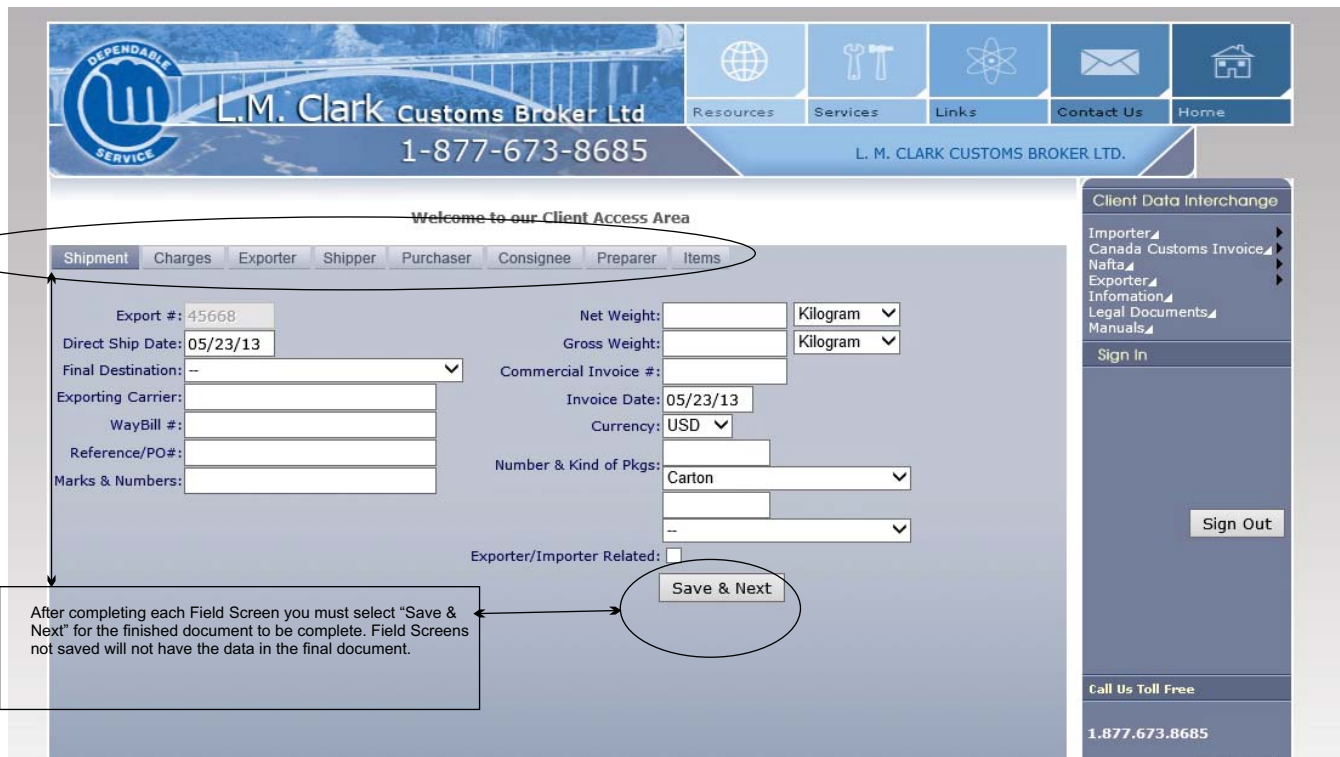 DEPENDABLE
SERVICE
L.M. Clark Customs Broker Ltd
1-877-673-8685
Resources
Services
Links
Contact Us
Home
L. M. CLARK CUSTOMS BROKER LTD.
Welcome to our Client Access Area
Shipment Charges Exporter Shipper Purchaser Consignee Preparer Items
Export #: 45668
Direct Ship Date: 05/23/13
Final Destination: --
Exporting Carrier:
WayBill #:
Reference/PO#:
Marks & Numbers:
Net Weight: Kilogram
Gross Weight: Kilogram
Commercial Invoice #:
Invoice Date: 05/23/13
Currency: USD
Number & Kind of Pkgs:
Carton
--
Exporter/Importer Related:
Save & Next
After completing each Field Screen you must select “Save &
Next” for the finished document to be complete. Field Screens
not saved will not have the data in the final document.
Client Data Interchange
Importer
Canada Customs Invoice
Nafta
Exporter
Infomation
Legal Documents
Manuals
Sign In
Sign Out
Call Us Toll Free
1.877.673.8685